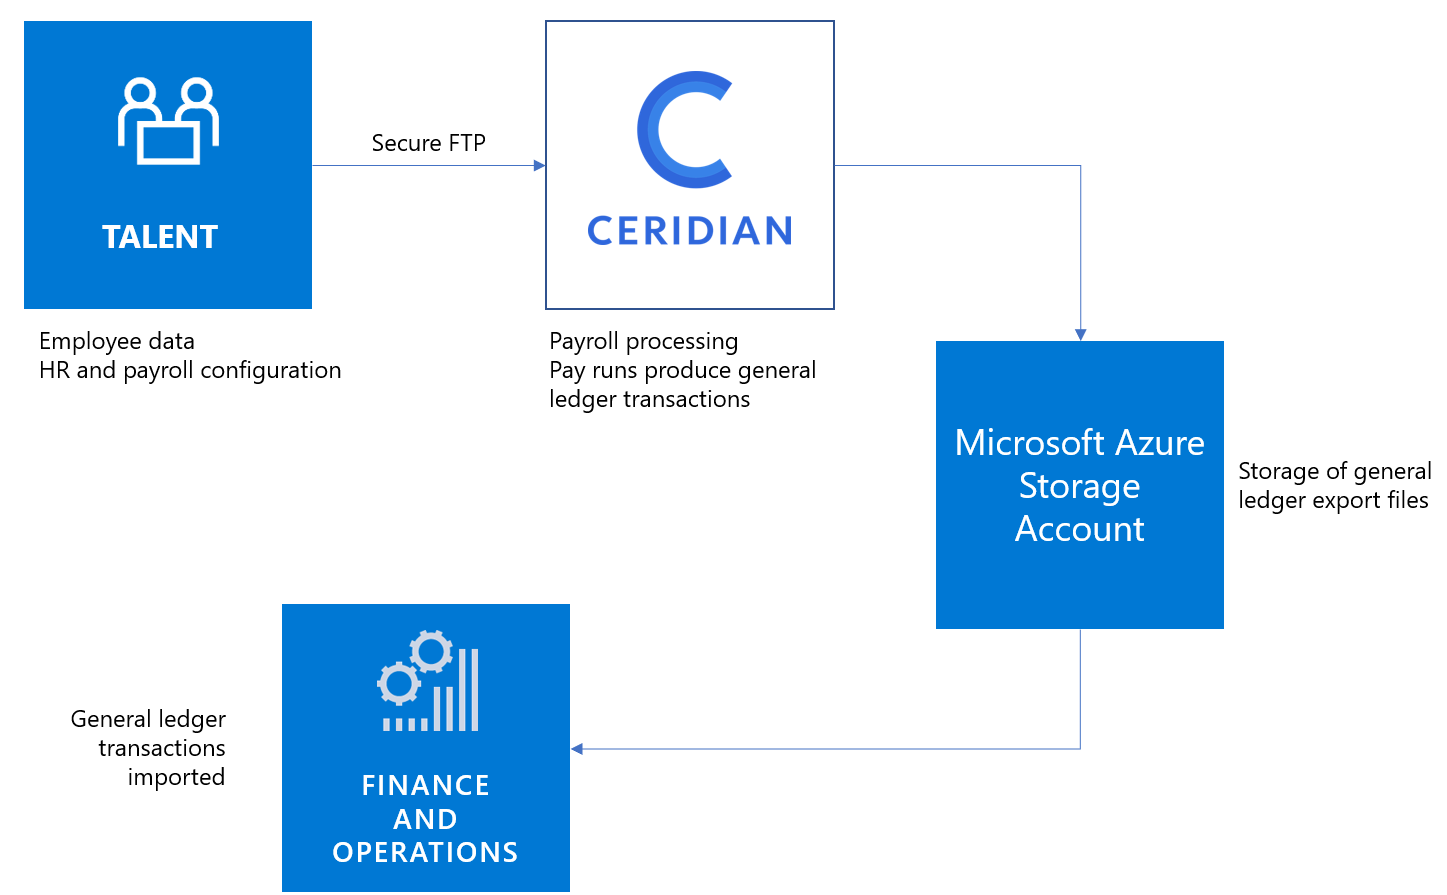 TALENT
Secure FTP
CERIDIAN
Employee data
HR and payroll configuration
Payroll processing
Pay runs produce general
ledger transactions
Microsoft Azure
Storage
Account
Storage of general
ledger export files
General ledger
transactions
imported
FINANCE
AND
OPERATIONS